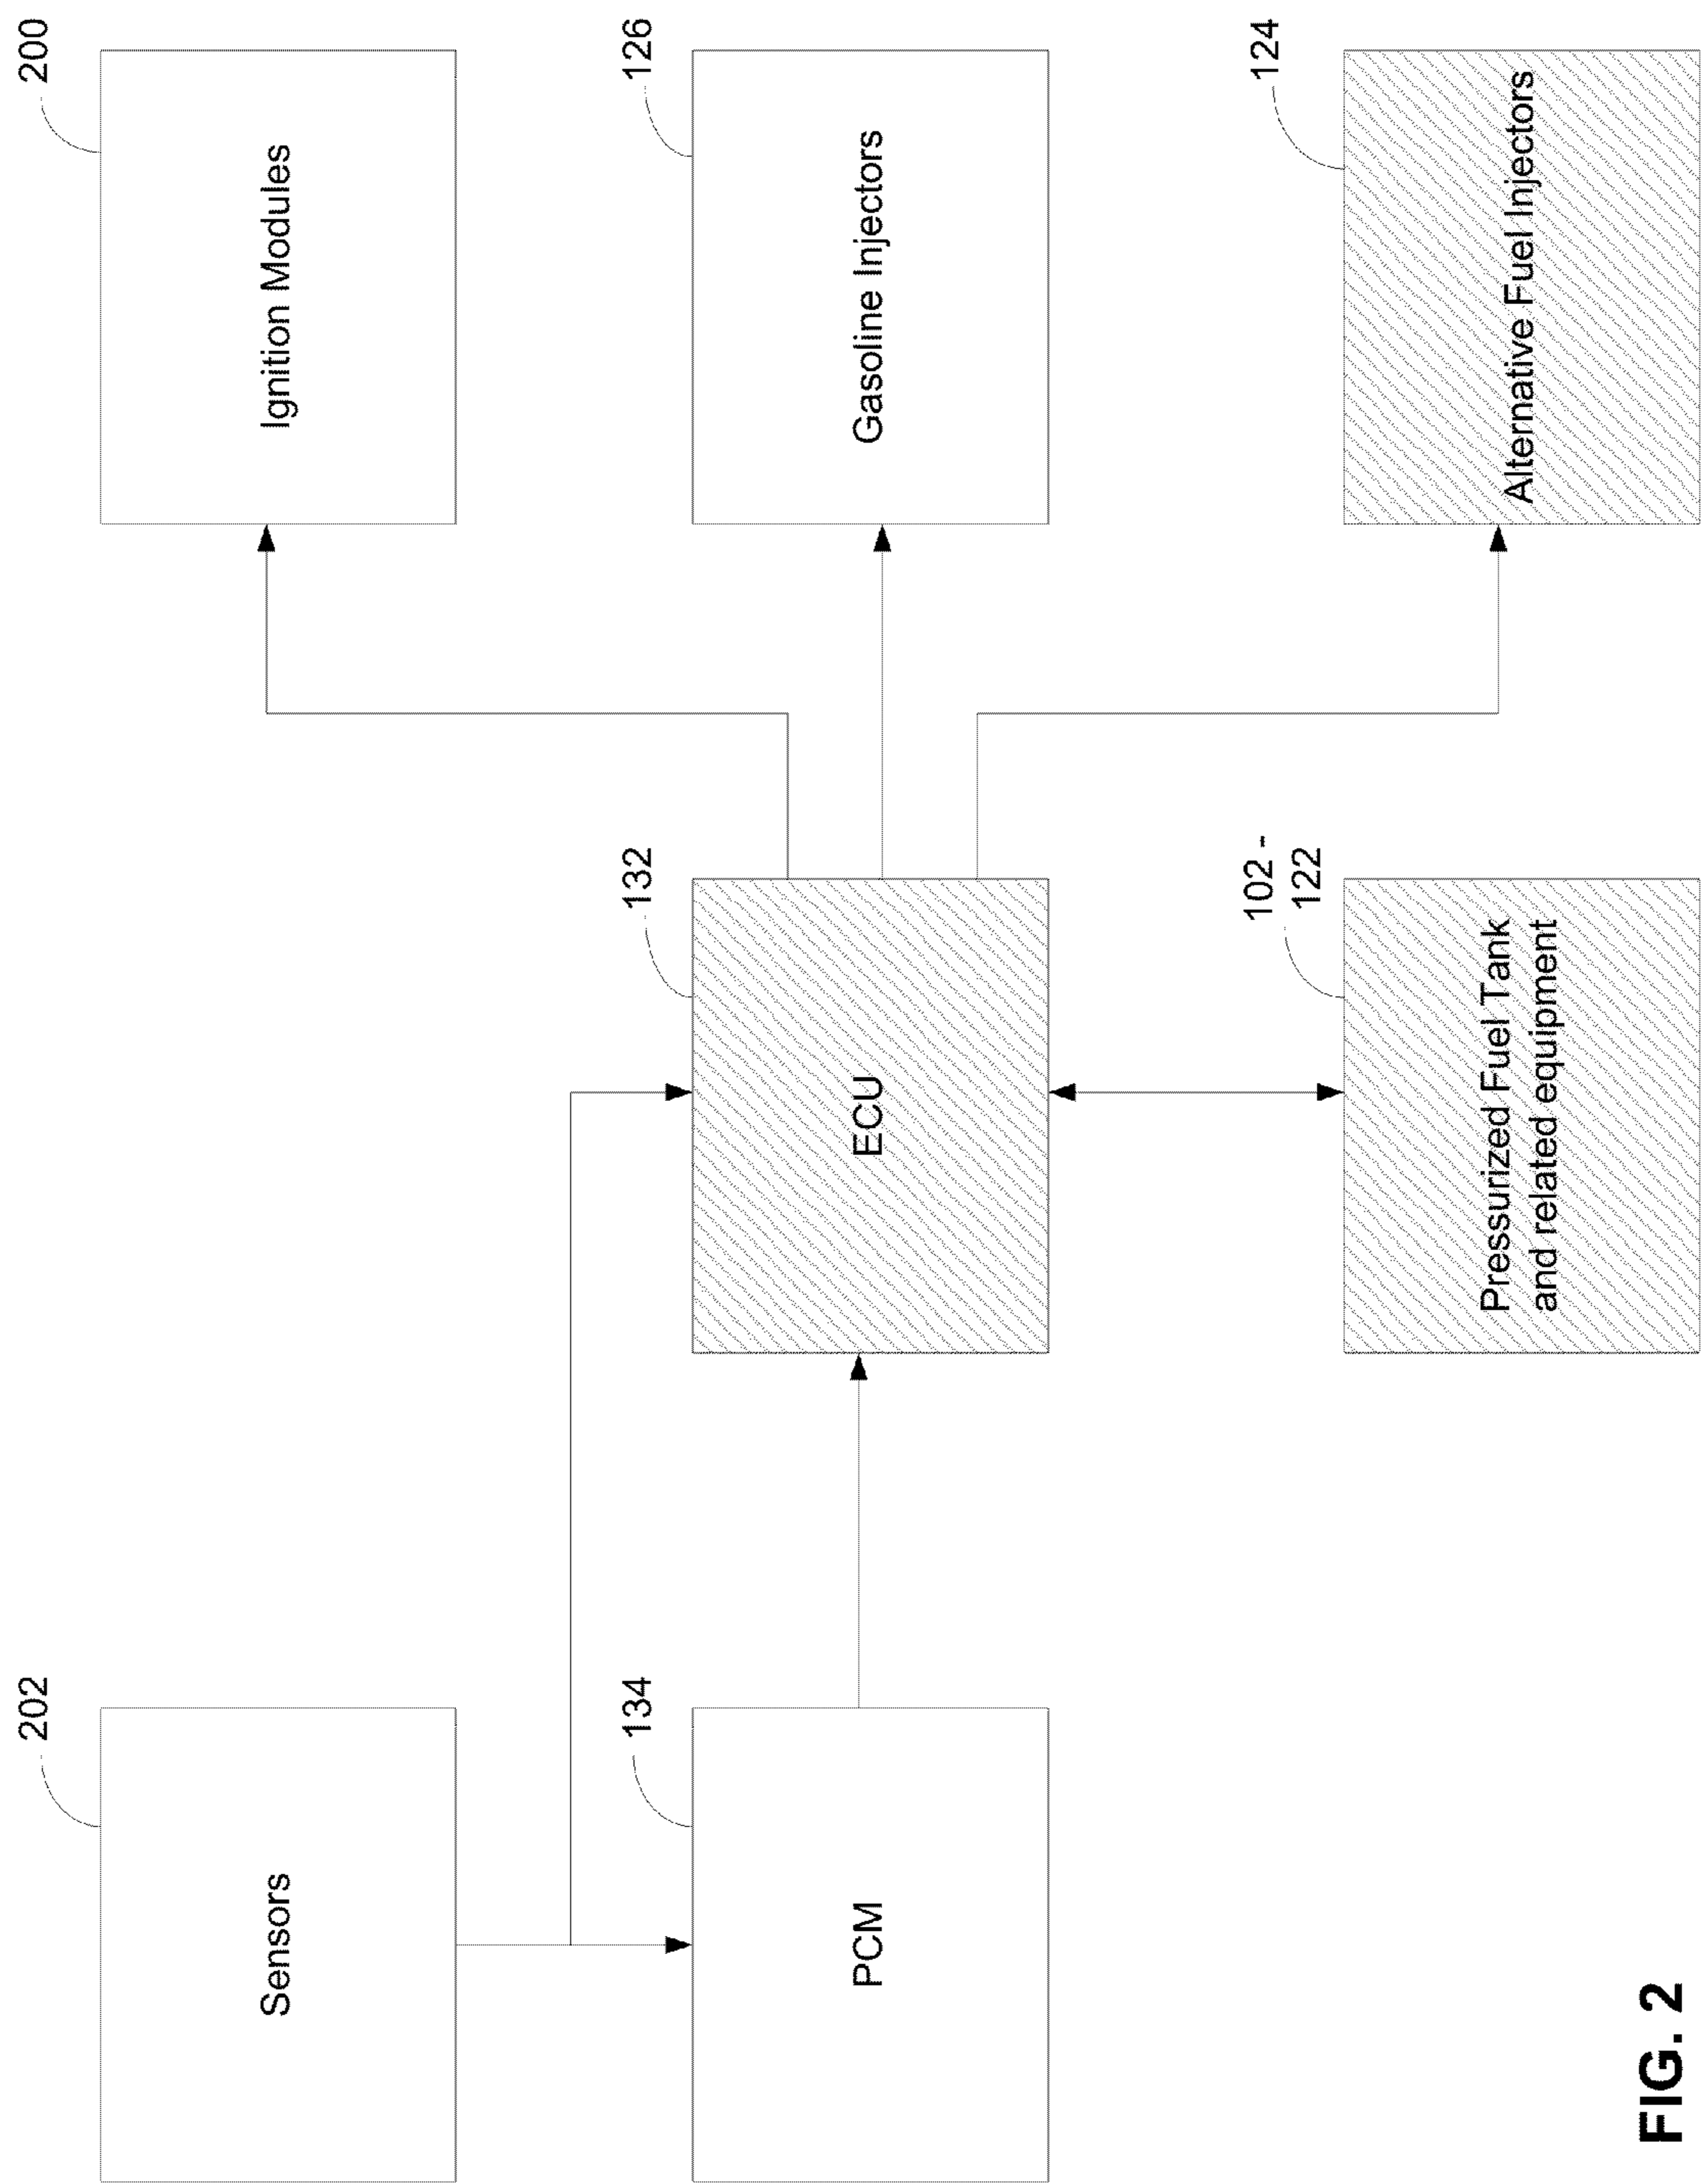 202
Sensors
200
Ignition Modules
134
PCM
132
ECU
126
Gasoline Injectors
102 -
122
Pressurized Fuel Tank
and related equipment
124
Alternative Fuel Injectors
FIG. 2